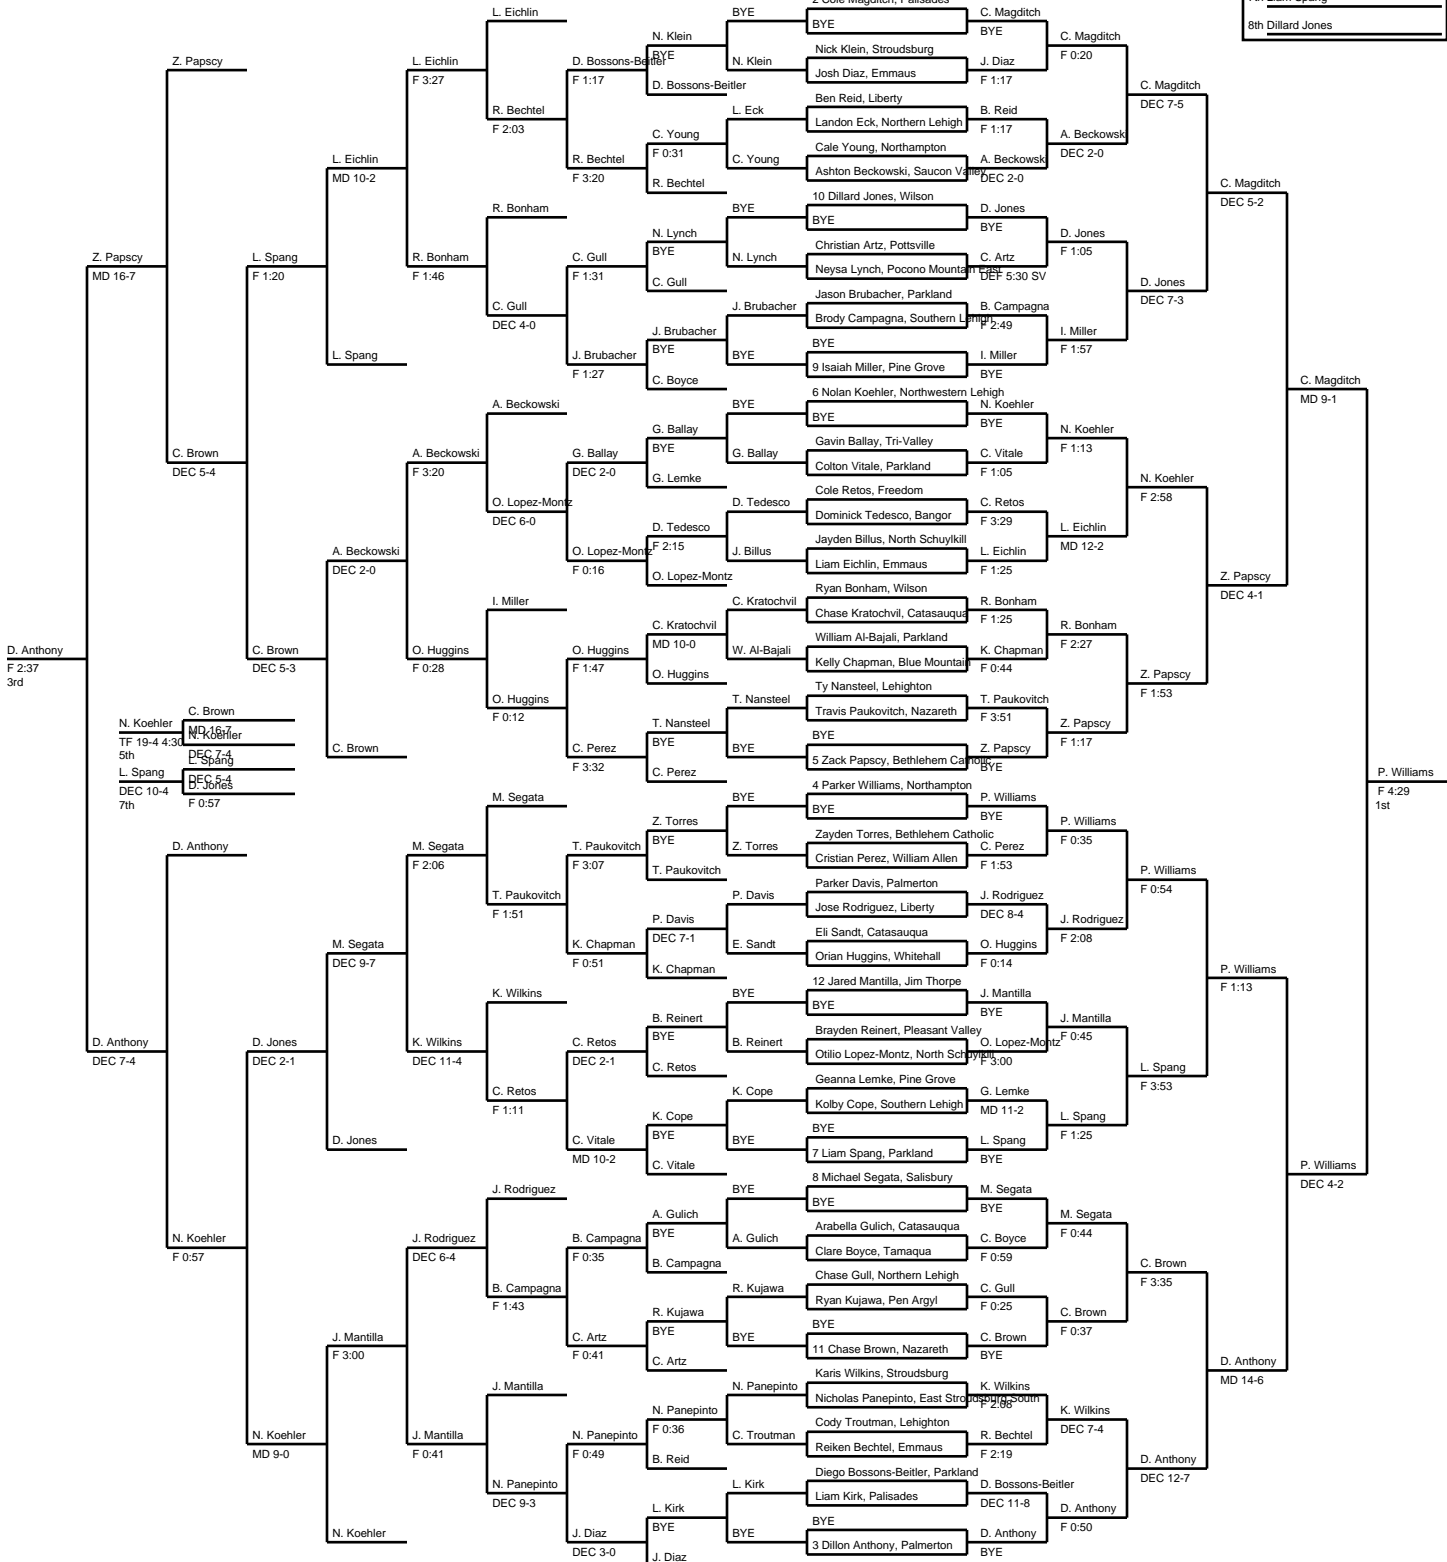 8th Dillard Jones
L. Eichlin
BYE
C. Magditch
BYE
BYE
N. Klein
BYE
Nick Klein, Stroudsburg
C. Magditch
F 0:20
Z. Papscy
L. Eichlin
F 3:27
D. Bossons-Beitler
F 1:17
N. Klein
Josh Diaz, Emmaus
J. Diaz
F 1:17
D. Bossons-Beitler
Ben Reid, Liberty
C. Magditch
DEC 7-5
R. Bechtel
F 2:03
L. Eck
Landon Eck, Northern Lehigh
B. Reid
F 1:17
C. Young
F 0:31
Cale Young, Northampton
A. Beckowski
DEC 2-0
L. Eichlin
MD 10-2
R. Bechtel
F 3:20
C. Young
Ashton Beckowski, Saucon Valley
A. Beckowski
DEC 2-0
R. Bechtel
10 Dillard Jones, Wilson
C. Magditch
DEC 5-2
R. Bonham
BYE
BYE
D. Jones
BYE
N. Lynch
BYE
Christian Artz, Pottsville
D. Jones
F 1:05
Z. Papscy
MD 16-7
L. Spang
F 1:20
R. Bonham
F 1:46
C. Gull
F 1:31
N. Lynch
Neysa Lynch, Pocono Mountain East
C. Artz
DEF 5:30 SV
C. Gull
Jason Brubacher, Parkland
D. Jones
DEC 7-3
C. Gull
DEC 4-0
J. Brubacher
Brody Campagna, Southern Lehigh
B. Campagna
F 2:49
J. Brubacher
BYE
BYE
I. Miller
F 1:57
L. Spang
J. Brubacher
F 1:27
BYE
9 Isaiah Miller, Pine Grove
I. Miller
BYE
C. Boyce
6 Nolan Koehler, Northwestern Lehigh
C. Magditch
MD 9-1
A. Beckowski
BYE
BYE
N. Koehler
BYE
G. Ballay
BYE
Gavin Ballay, Tri-Valley
N. Koehler
F 1:13
C. Brown
DEC 5-4
A. Beckowski
F 3:20
G. Ballay
DEC 2-0
G. Ballay
Colton Vitale, Parkland
C. Vitale
F 1:05
G. Lemke
Cole Retos, Freedom
N. Koehler
F 2:58
O. Lopez-Montz
DEC 6-0
D. Tedesco
Dominick Tedesco, Bangor
C. Retos
F 3:29
D. Tedesco
F 2:15
Jayden Billus, North Schuylkill
L. Eichlin
MD 12-2
A. Beckowski
DEC 2-0
O. Lopez-Montz
F 0:16
J. Billus
Liam Eichlin, Emmaus
L. Eichlin
F 1:25
O. Lopez-Montz
Ryan Bonham, Wilson
Z. Papscy
DEC 4-1
I. Miller
C. Kratochvil
Chase Kratochvil, Catasauqua
R. Bonham
F 1:25
C. Kratochvil
MD 10-0
William Al-Bajali, Parkland
R. Bonham
F 2:27
D. Anthony
F 2:37
3rd
C. Brown
DEC 5-3
O. Huggins
F 0:28
O. Huggins
F 1:47
W. Al-Bajali
Kelly Chapman, Blue Mountain
K. Chapman
F 0:44
O. Huggins
Ty Nansteel, Lehighton
Z. Papscy
F 1:53
O. Huggins
F 0:12
T. Nansteel
Travis Paukovitch, Nazareth
T. Paukovitch
F 3:51
T. Nansteel
BYE
BYE
Z. Papscy
F 1:17
C. Brown
C. Perez
F 3:32
BYE
5 Zack Papscy, Bethlehem Catholic
Z. Papscy
BYE
C. Perez
C. Brown
MD 16-7
N. Koehler
TF 19-4 4:30
5th
N. Koehler
DEC 7-4
L. Spang
DEC 5-4
L. Spang
DEC 10-4
7th
D. Jones
F 0:57
P. Williams
F 4:29
1st
4 Parker Williams, Northampton
M. Segata
BYE
BYE
P. Williams
BYE
Z. Torres
BYE
Zayden Torres, Bethlehem Catholic
P. Williams
F 0:35
D. Anthony
M. Segata
F 2:06
T. Paukovitch
F 3:07
Z. Torres
Cristian Perez, William Allen
C. Perez
F 1:53
T. Paukovitch
Parker Davis, Palmerton
P. Williams
F 0:54
T. Paukovitch
F 1:51
P. Davis
Jose Rodriguez, Liberty
J. Rodriguez
DEC 8-4
P. Davis
DEC 7-1
Eli Sandt, Catasauqua
J. Rodriguez
F 2:08
M. Segata
DEC 9-7
K. Chapman
F 0:51
E. Sandt
Orian Huggins, Whitehall
O. Huggins
F 0:14
K. Chapman
12 Jared Mantilla, Jim Thorpe
P. Williams
F 1:13
K. Wilkins
BYE
BYE
J. Mantilla
BYE
B. Reinert
BYE
Brayden Reinert, Pleasant Valley
J. Mantilla
F 0:45
D. Anthony
DEC 7-4
D. Jones
DEC 2-1
K. Wilkins
DEC 11-4
C. Retos
DEC 2-1
B. Reinert
Otilio Lopez-Montz, North Schuylkill
O. Lopez-Montz
F 3:00
C. Retos
Geanna Lemke, Pine Grove
L. Spang
F 3:53
C. Retos
F 1:11
K. Cope
Kolby Cope, Southern Lehigh
G. Lemke
MD 11-2
K. Cope
BYE
BYE
L. Spang
F 1:25
D. Jones
C. Vitale
MD 10-2
BYE
7 Liam Spang, Parkland
L. Spang
BYE
C. Vitale
8 Michael Segata, Salisbury
P. Williams
DEC 4-2
J. Rodriguez
BYE
BYE
M. Segata
BYE
A. Gulich
BYE
Arabella Gulich, Catasauqua
M. Segata
F 0:44
N. Koehler
F 0:57
J. Rodriguez
DEC 6-4
B. Campagna
F 0:35
A. Gulich
Clare Boyce, Tamaqua
C. Boyce
F 0:59
B. Campagna
Chase Gull, Northern Lehigh
C. Brown
F 3:35
B. Campagna
F 1:43
R. Kujawa
Ryan Kujawa, Pen Argyl
C. Gull
F 0:25
R. Kujawa
BYE
BYE
C. Brown
F 0:37
J. Mantilla
F 3:00
C. Artz
F 0:41
BYE
11 Chase Brown, Nazareth
C. Brown
BYE
C. Artz
Karis Wilkins, Stroudsburg
D. Anthony
MD 14-6
J. Mantilla
N. Panepinto
Nicholas Panepinto, East Stroudsburg South
K. Wilkins
F 2:08
N. Panepinto
F 0:36
Cody Troutman, Lehighton
K. Wilkins
DEC 7-4
N. Koehler
MD 9-0
J. Mantilla
F 0:41
N. Panepinto
F 0:49
C. Troutman
Reiken Bechtel, Emmaus
R. Bechtel
F 2:19
B. Reid
Diego Bossons-Beitler, Parkland
D. Anthony
DEC 12-7
N. Panepinto
DEC 9-3
L. Kirk
Liam Kirk, Palisades
D. Bossons-Beitler
DEC 11-8
L. Kirk
BYE
BYE
D. Anthony
F 0:50
N. Koehler
J. Diaz
DEC 3-0
BYE
3 Dillon Anthony, Palmerton
D. Anthony
BYE
J. Diaz